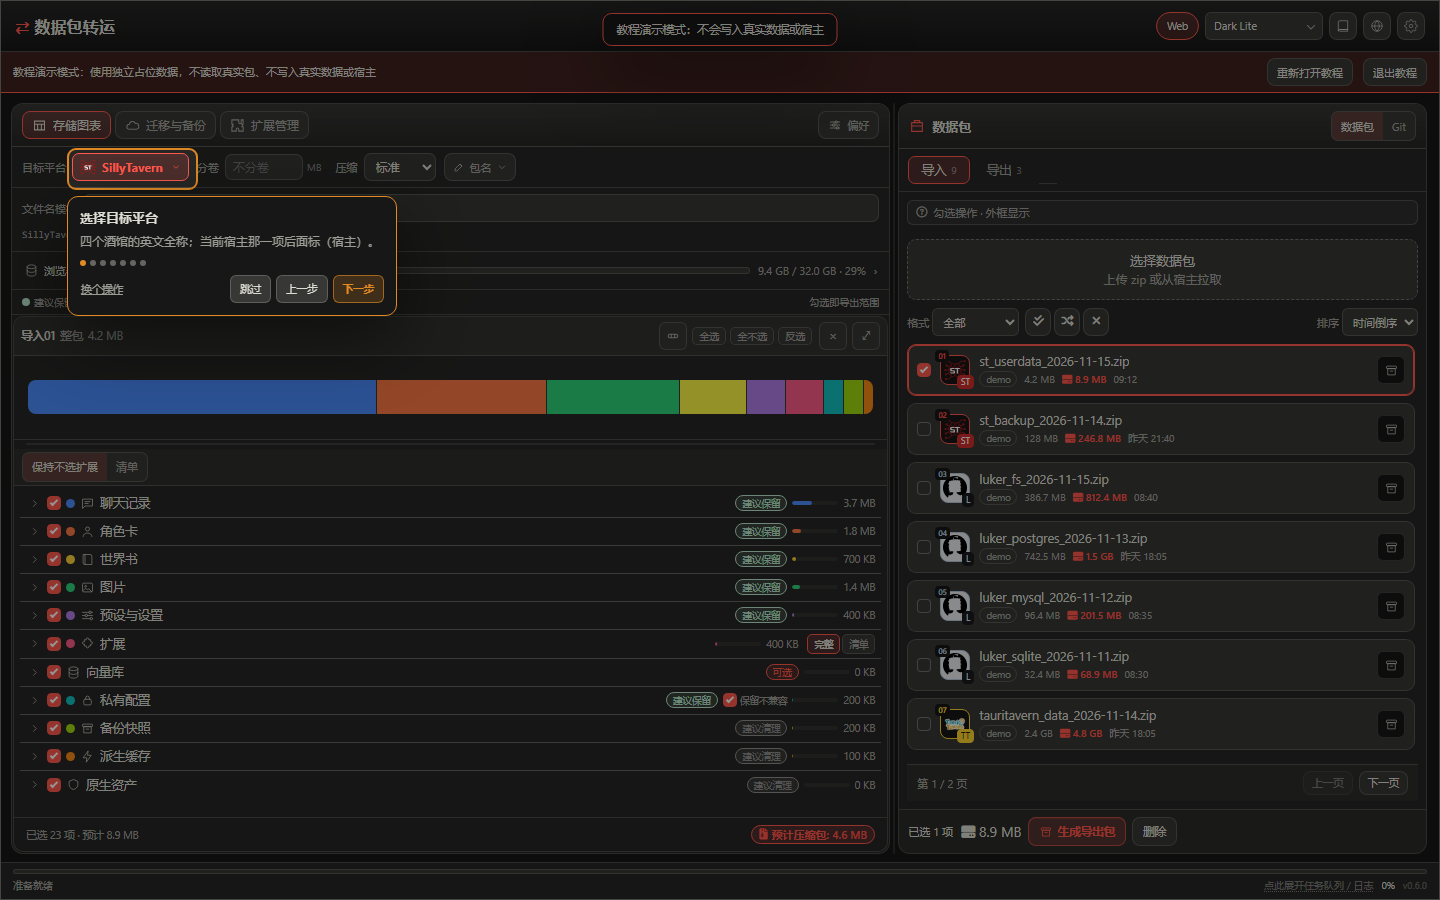 数据包转运
教程演示模式：不会写入真实数据或宿主
Web
Dark Lite
教程演示模式：使用独立占位数据，不读取真实包、不写入真实数据或宿主
重新打开教程
退出教程
存储图表
迁移与备份
扩展管理
偏好
目标平台
ST
SillyTavern
分卷
不分卷
MB
压缩
标准
包名
文件名模
SillyTav
选择目标平台
四个酒馆的英文全称；当前宿主那一项后面标（宿主）。
换个操作
跳过
上一步
下一步
浏览
9.4 GB / 32.0 GB · 29%
建议保留
勾选即导出范围
导入01 整包 4.2 MB
全选
全不选
反选
保持不选扩展
清单
聊天记录
建议保留
3.7 MB
角色卡
建议保留
1.8 MB
世界书
建议保留
700 KB
图片
建议保留
1.4 MB
预设与设置
建议保留
400 KB
扩展
400 KB
完整
清单
向量库
可选
0 KB
私有配置
建议保留
保留不兼容
200 KB
备份快照
建议清理
200 KB
派生缓存
建议清理
100 KB
原生资产
建议清理
0 KB
已选 23 项 · 预计 8.9 MB
预计压缩包: 4.6 MB
数据包
数据包
Git
导入 9
导出 3
勾选操作 · 外框显示
选择数据包
上传 zip 或从宿主拉取
格式
全部
排序
时间倒序
01
ST
ST
st_userdata_2026-11-15.zip
demo
4.2 MB
8.9 MB
09:12
02
ST
ST
st_backup_2026-11-14.zip
demo
128 MB
246.8 MB
昨天 21:40
03
L
luker_fs_2026-11-15.zip
demo
386.7 MB
812.4 MB
08:40
04
L
luker_postgres_2026-11-13.zip
demo
742.5 MB
1.5 GB
昨天 18:05
05
L
luker_mysql_2026-11-12.zip
demo
96.4 MB
201.5 MB
08:35
06
L
luker_sqlite_2026-11-11.zip
demo
32.4 MB
68.9 MB
08:30
07
TT
tauritavern_data_2026-11-14.zip
demo
2.4 GB
4.8 GB
昨天 18:05
第 1 / 2 页
上一页
下一页
已选 1 项
8.9 MB
生成导出包
删除
准备就绪
点此展开任务队列 / 日志
0%
v0.6.0